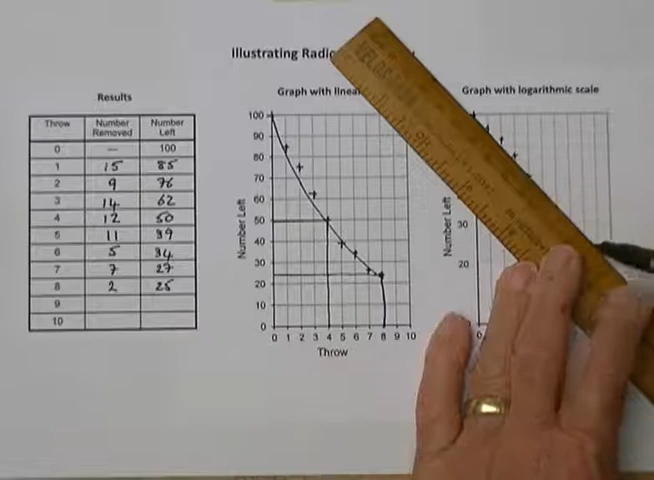 Illustrating
Results
Throw Number Removed Number Left
0 — 100
1 15 85
2 9 76
3 14 62
4 12 50
5 11 39
6 5 34
7 7 27
8 2 25
9
10
Graph with linea
100
90
80
70
60
50
40
30
20
10
0
Number Left
0 1 2 3 4 5 6 7 8 9 10
Throw
Graph with logarithmic scale
Number Left
30
20
0